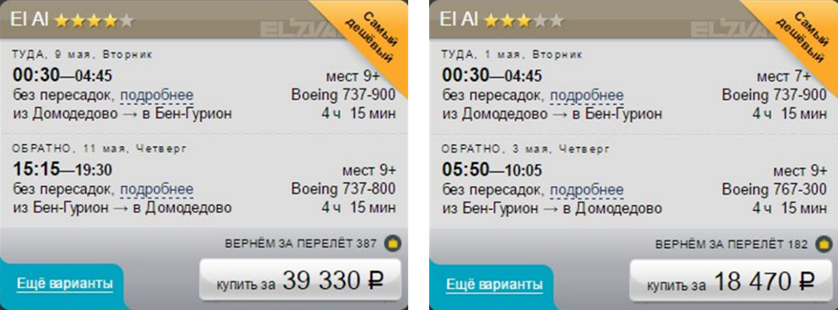 El Al
Самый дешёвый
ТУДА, 9 мая, Вторник
00:30—04:45 мест 9+
без пересадок, подробнее Boeing 737-900
из Домодедово → в Бен-Гурион 4 ч 15 мин
ОБРАТНО, 11 мая, Четверг
15:15—19:30 мест 9+
без пересадок, подробнее Boeing 737-800
из Бен-Гурион → в Домодедово 4 ч 15 мин
ВЕРНЁМ ЗА ПЕРЕЛЁТ 387
Ещё варианты купить за 39 330 ₽
El Al
Самый дешёвый
ТУДА, 1 мая, Вторник
00:30—04:45 мест 7+
без пересадок, подробнее Boeing 737-900
из Домодедово → в Бен-Гурион 4 ч 15 мин
ОБРАТНО, 3 мая, Четверг
05:50—10:05 мест 9+
без пересадок, подробнее Boeing 767-300
из Бен-Гурион → в Домодедово 4 ч 15 мин
ВЕРНЁМ ЗА ПЕРЕЛЁТ 182
Ещё варианты купить за 18 470 ₽